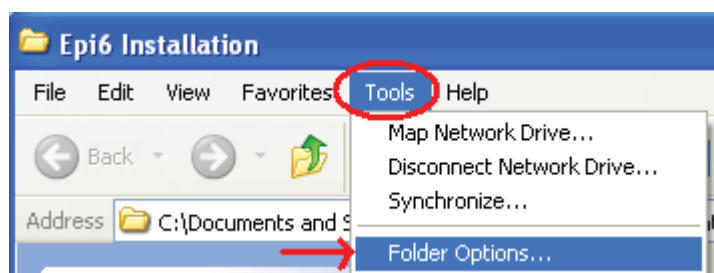 Epi6 Installation
File Edit View Favorites Tools Help
Map Network Drive...
Back
Disconnect Network Drive...
Synchronize...
Address C:\Documents and
Folder Options...